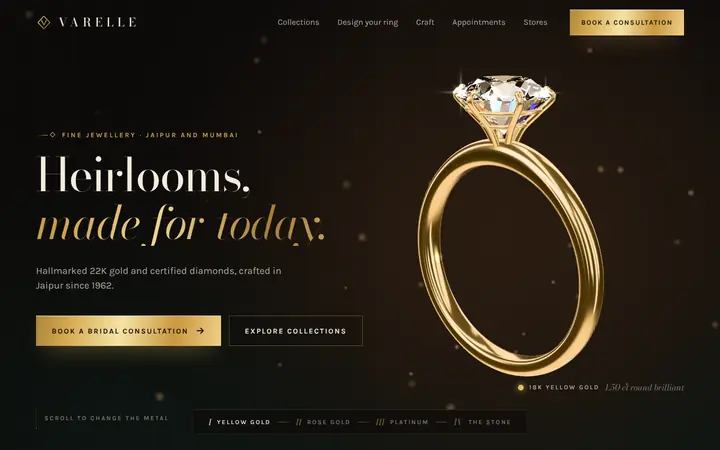 VARELLE
Collections Design your ring Craft Appointments Stores BOOK A CONSULTATION
FINE JEWELLERY · JAIPUR AND MUMBAI
Heirlooms,
made for today.
Hallmarked 22K gold and certified diamonds, crafted in
Jaipur since 1962.
BOOK A BRIDAL CONSULTATION → EXPLORE COLLECTIONS
18K YELLOW GOLD 1.50 ct round brilliant
SCROLL TO CHANGE THE METAL
I YELLOW GOLD — II ROSE GOLD — III PLATINUM — IV THE STONE